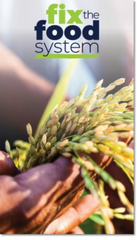 fix the
food
system